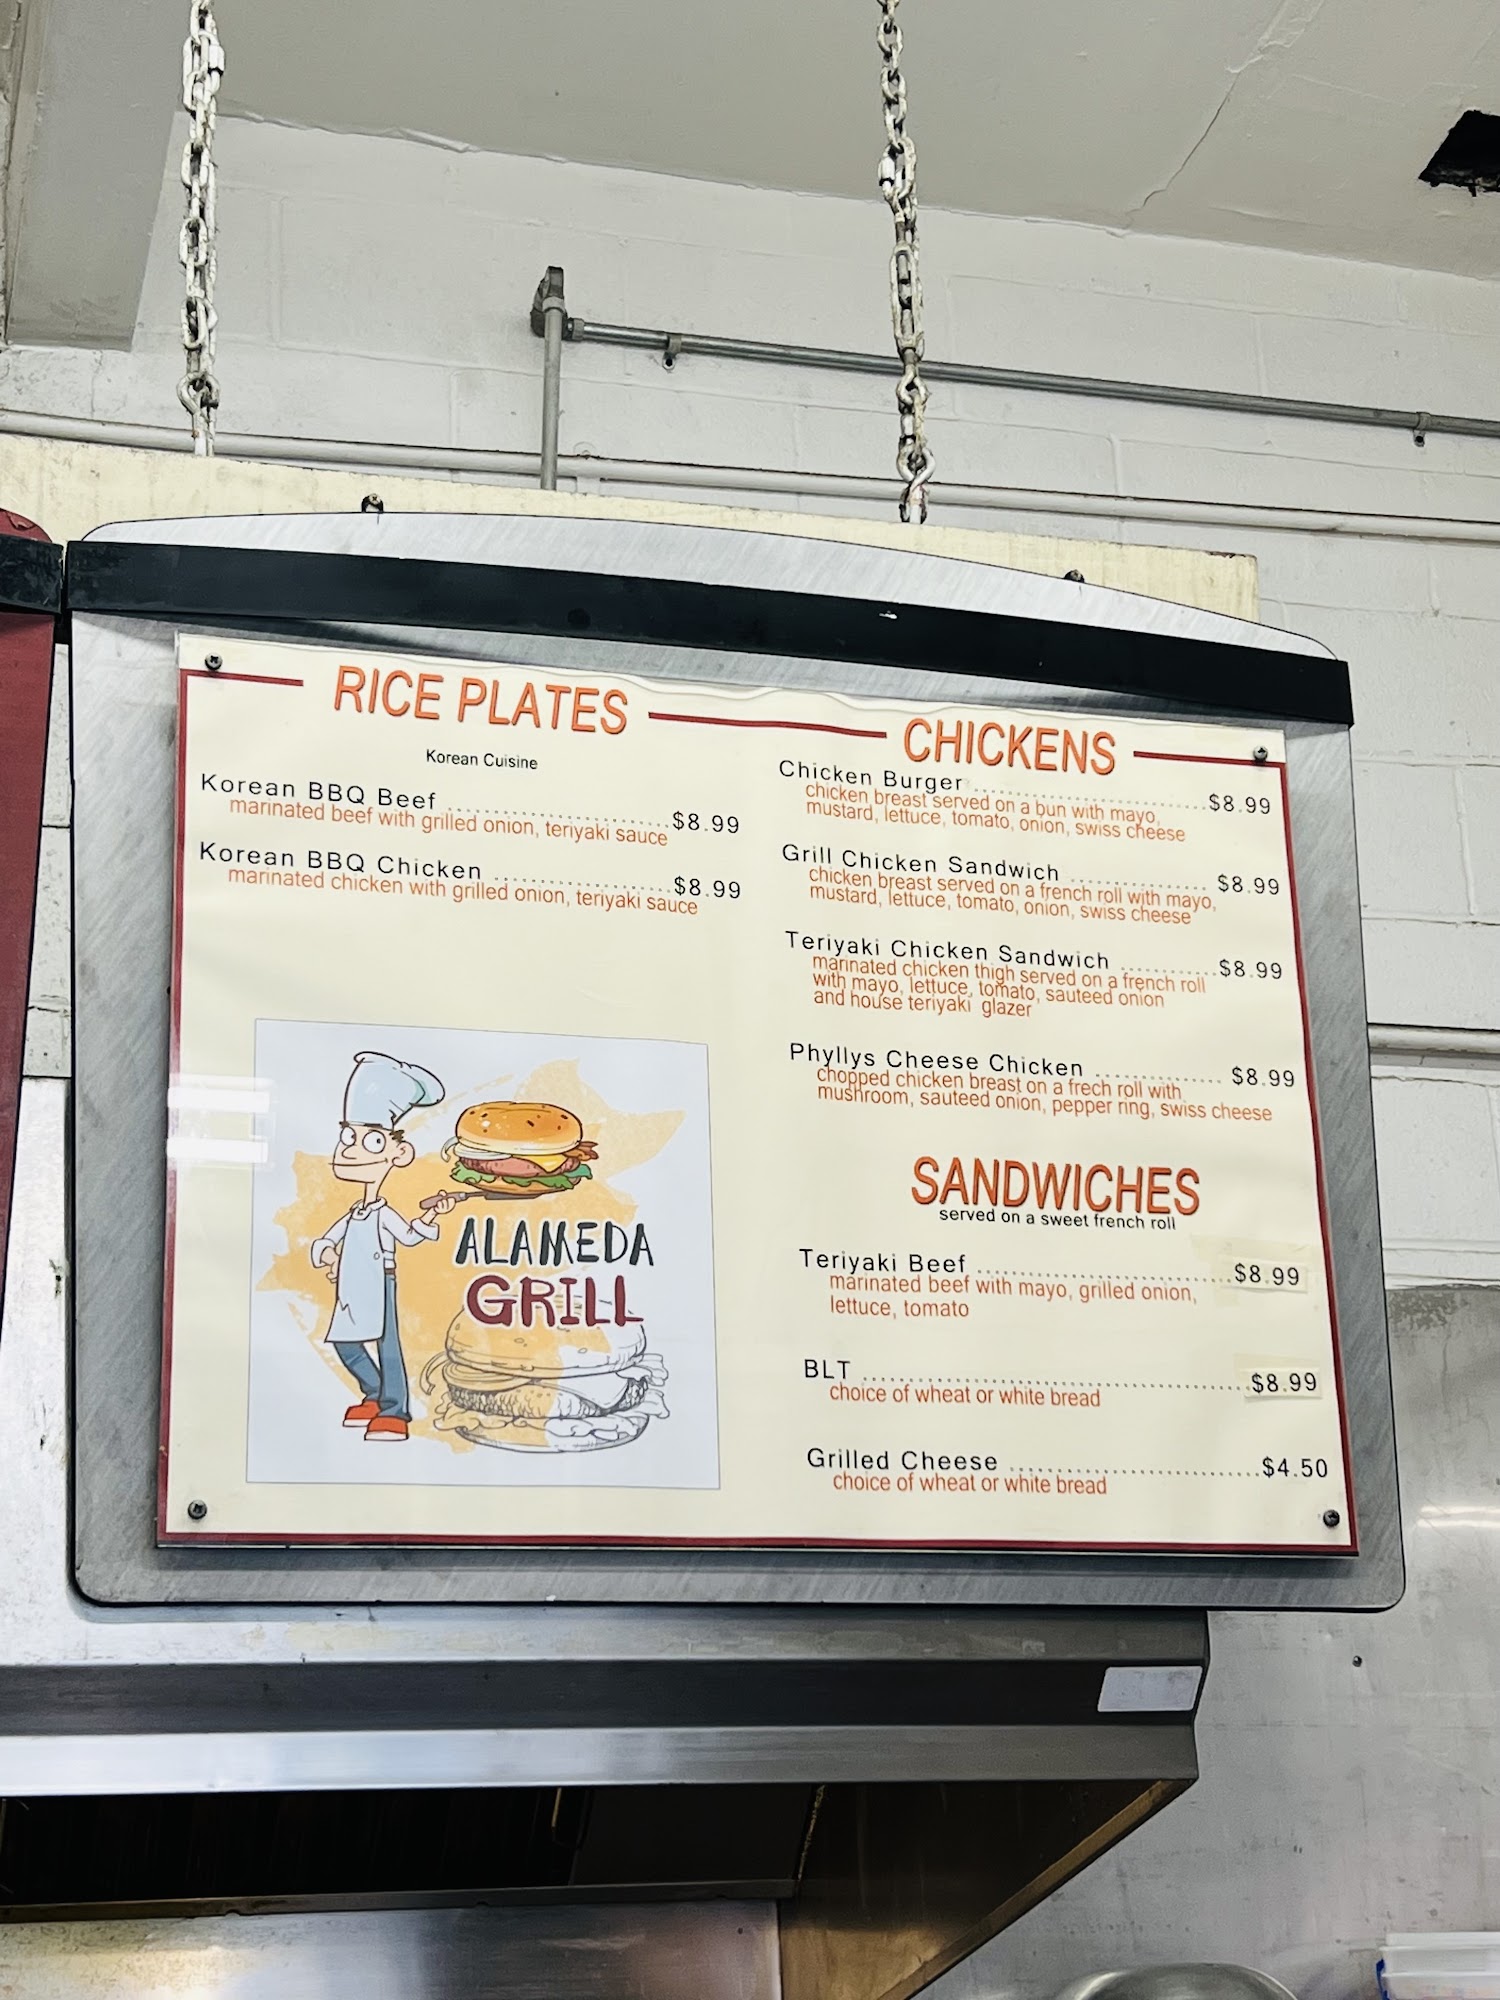 RICE PLATES
Korean Cuisine
Korean BBQ Beef ........................ $8.99
marinated beef with grilled onion, teriyaki sauce
Korean BBQ Chicken ................... $8.99
marinated chicken with grilled onion, teriyaki sauce
ALAMEDA
GRILL
CHICKENS
Chicken Burger ......................... $8.99
chicken breast served on a bun with mayo,
mustard, lettuce, tomato, onion, swiss cheese
Grill Chicken Sandwich ............... $8.99
chicken breast served on a french roll with mayo,
mustard, lettuce, tomato, onion, swiss cheese
Teriyaki Chicken Sandwich .......... $8.99
marinated chicken thigh served on a french roll
with mayo, lettuce, tomato, sauteed onion
and house teriyaki glazer
Phyllys Cheese Chicken ............. $8.99
chopped chicken breast on a frech roll with
mushroom, sauteed onion, pepper ring, swiss cheese
SANDWICHES
served on a sweet french roll
Teriyaki Beef ............................ $8.99
marinated beef with mayo, grilled onion,
lettuce, tomato
BLT .......................................... $8.99
choice of wheat or white bread
Grilled Cheese ........................... $4.50
choice of wheat or white bread